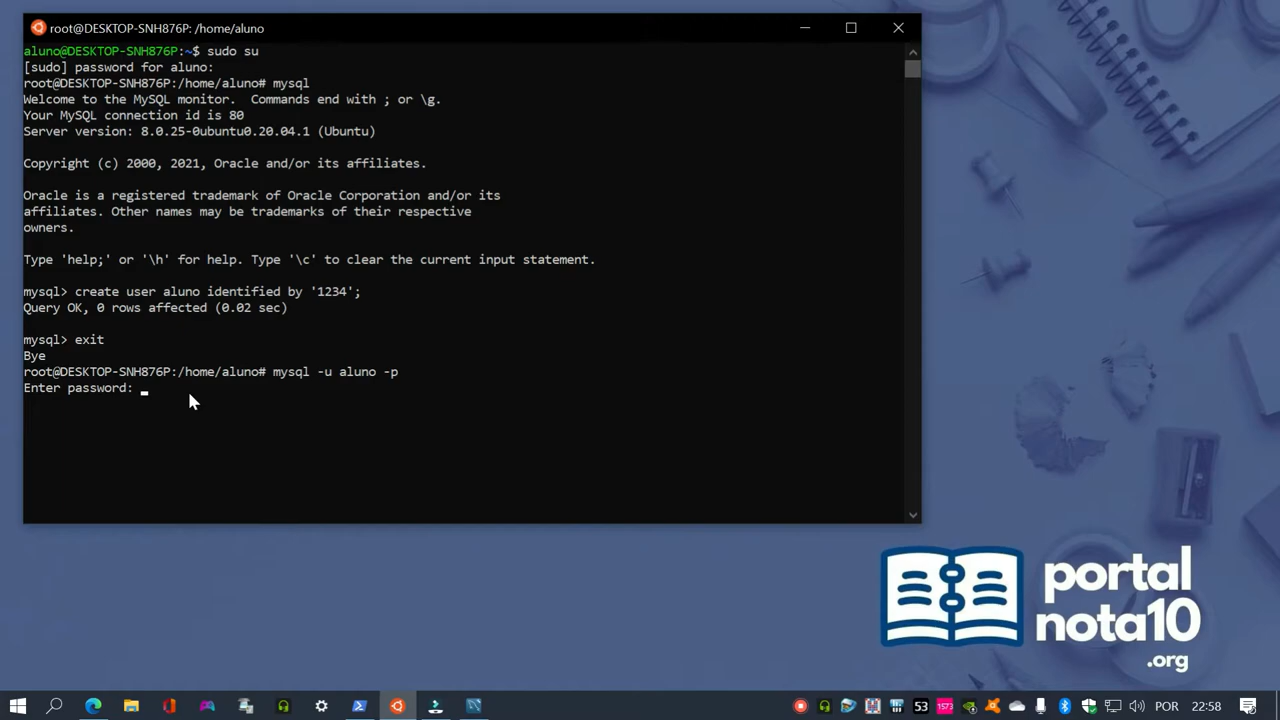 root@DESKTOP-SNH876P: /home/aluno
aluno@DESKTOP-SNH876P:~$ sudo su
[sudo] password for aluno:
root@DESKTOP-SNH876P:/home/aluno# mysql
Welcome to the MySQL monitor.  Commands end with ; or \g.
Your MySQL connection id is 80
Server version: 8.0.25-0ubuntu0.20.04.1 (Ubuntu)
Copyright (c) 2000, 2021, Oracle and/or its affiliates.
Oracle is a registered trademark of Oracle Corporation and/or its
affiliates. Other names may be trademarks of their respective
owners.
Type 'help;' or '\h' for help. Type '\c' to clear the current input statement.
mysql> create user aluno identified by '1234';
Query OK, 0 rows affected (0.02 sec)
mysql> exit
Bye
root@DESKTOP-SNH876P:/home/aluno# mysql -u aluno -p
Enter password:
portal
nota10
.org
53
1573
POR
22:58